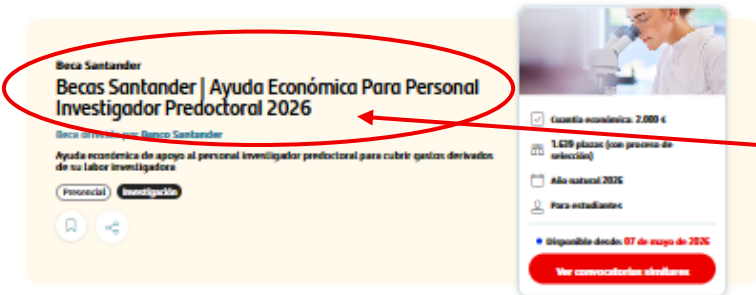 Beca Santander
Becas Santander | Ayuda Económica Para Personal
Investigador Predoctoral 2026
Beca ofrecida por Banco Santander
Ayuda económica de apoyo al personal investigador predoctoral para cubrir gastos derivados
de su labor investigadora
Presencial Investigación
Cuantía económica: 2.000 €
1.639 plazas (con proceso de
selección)
Año natural 2026
Para estudiantes
Disponible desde: 07 de mayo de 2026
Ver convocatorias similares